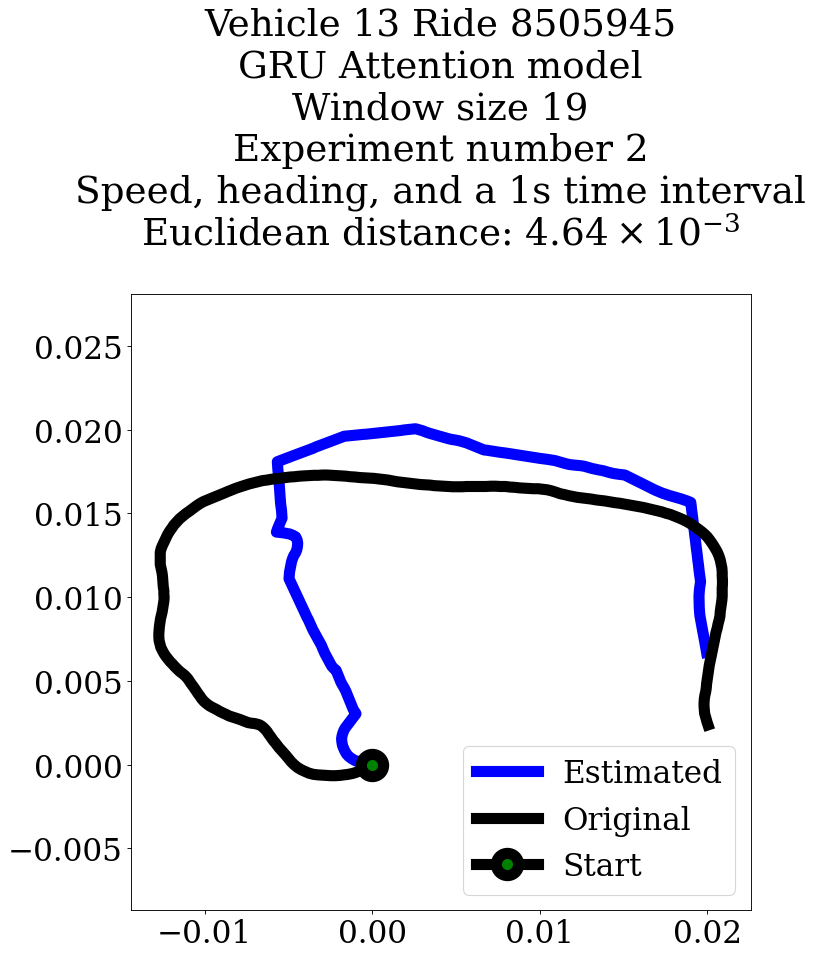 Vehicle 13 Ride 8505945
GRU Attention model
Window size 19
Experiment number 2
Speed, heading, and a 1s time interval
Euclidean distance: 4.64 × 10⁻³
0.025
0.020
0.015
0.010
0.005
0.000
−0.005
−0.01 0.00 0.01 0.02
Estimated
Original
Start